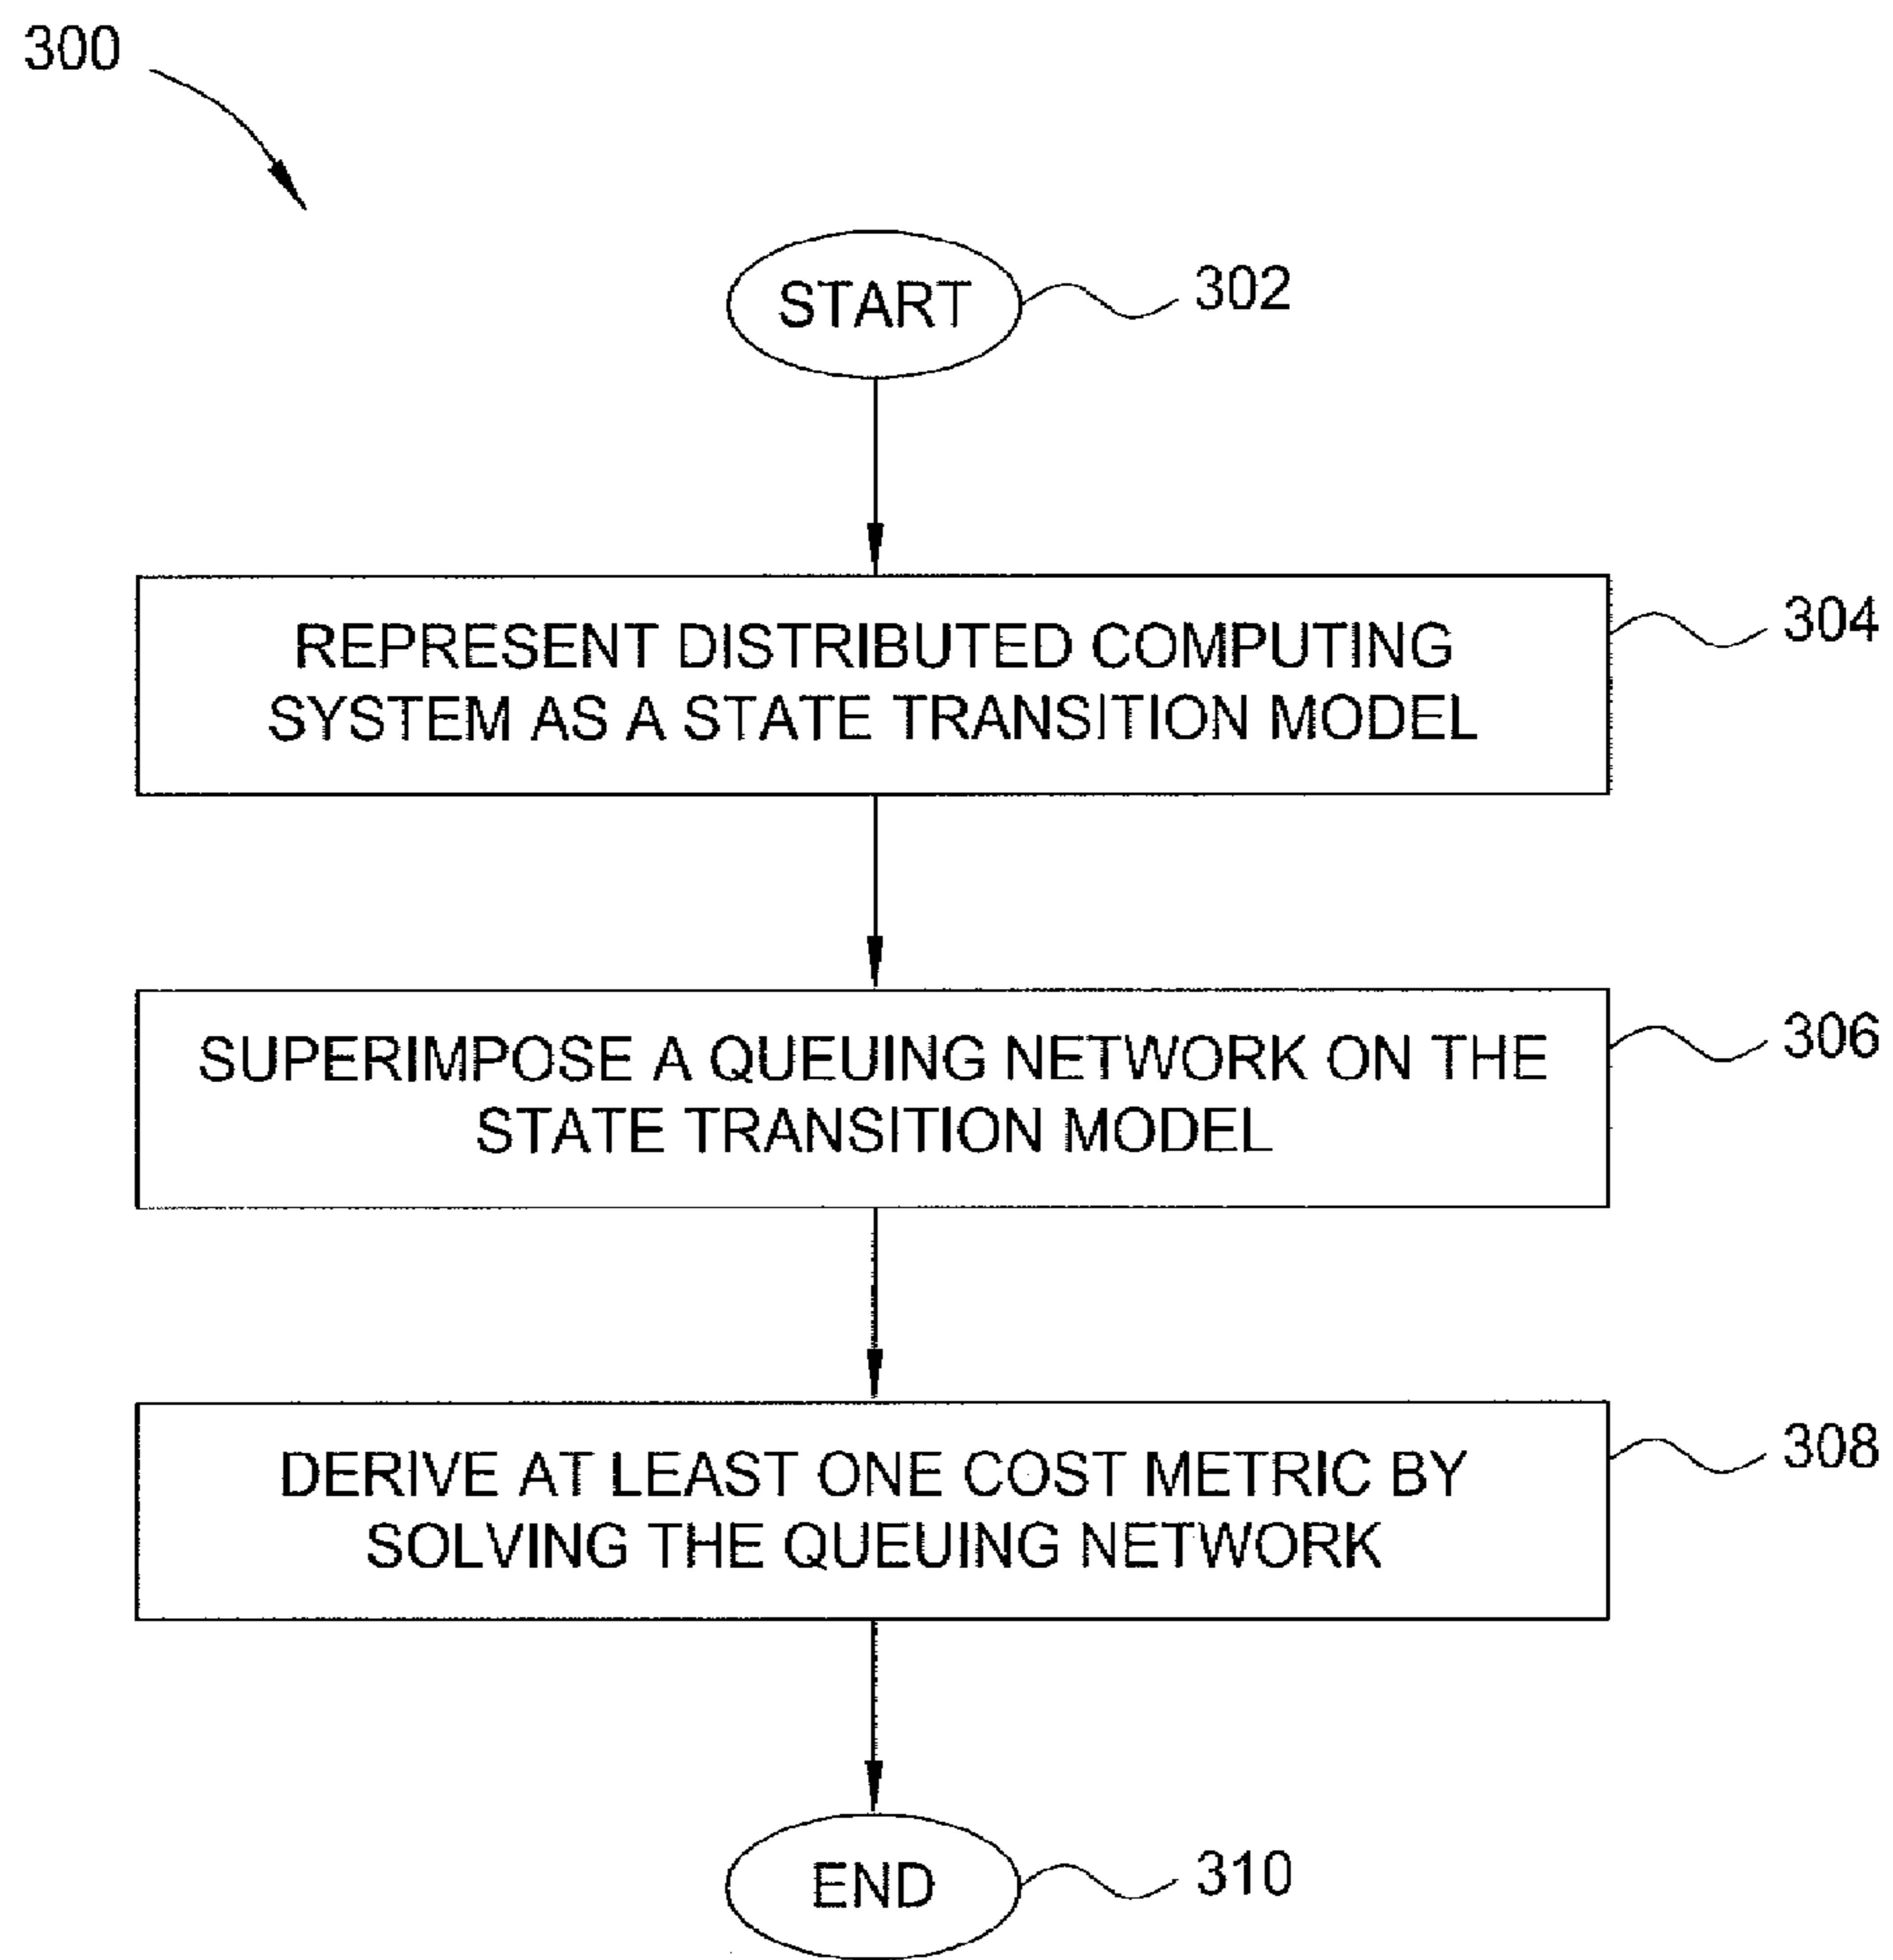 300
START
302
REPRESENT DISTRIBUTED COMPUTING
SYSTEM AS A STATE TRANSITION MODEL
304
SUPERIMPOSE A QUEUING NETWORK ON THE
STATE TRANSITION MODEL
306
DERIVE AT LEAST ONE COST METRIC BY
SOLVING THE QUEUING NETWORK
308
END
310